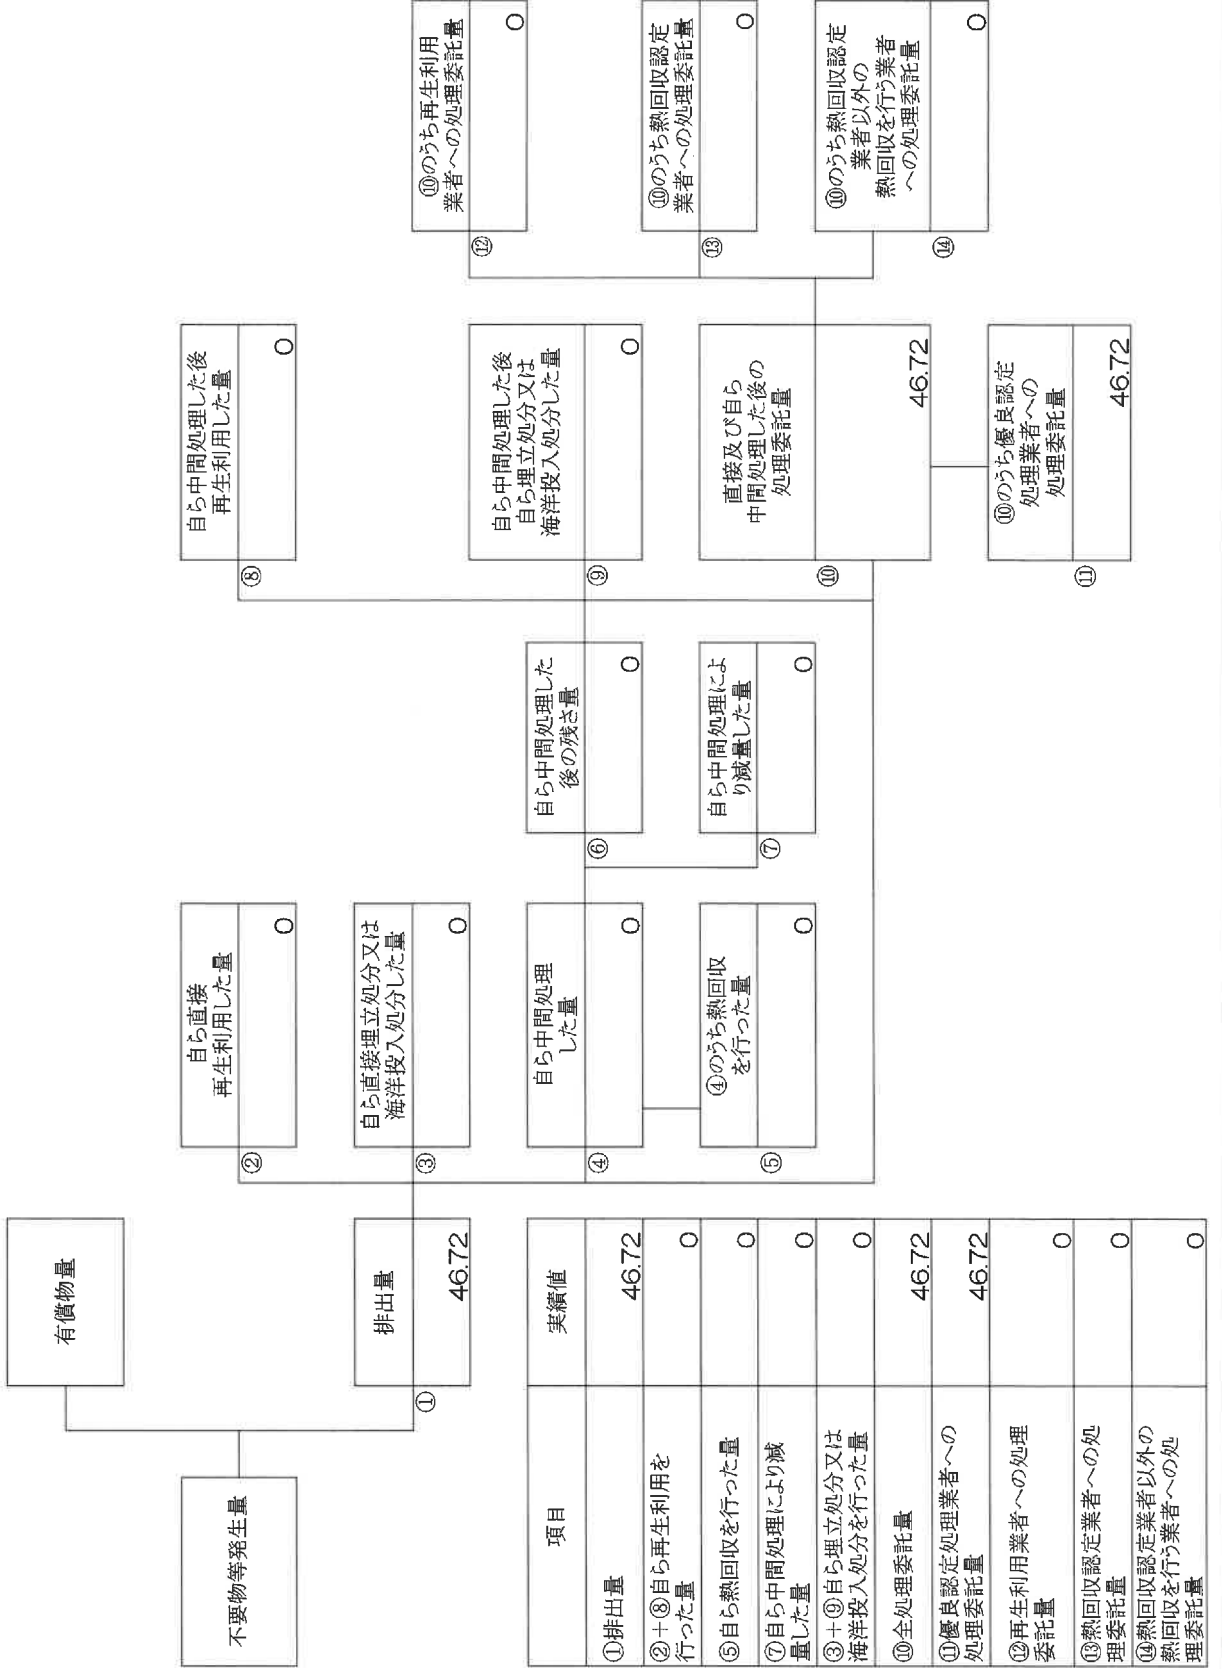 不要物等発生量
有償物量
①
排出量
46.72
②
自ら直接
再生利用した量
0
③
自ら直接埋立処分又は
海洋投入処分した量
0
④
自ら中間処理
した量
0
⑤
④のうち熱回収
を行った量
0
⑥
自ら中間処理した
後の残さ量
0
⑦
自ら中間処理によ
り減量した量
0
⑧
自ら中間処理した後
再生利用した量
0
⑨
自ら中間処理した後
自ら埋立処分又は
海洋投入処分した量
0
⑩
直接及び自ら
中間処理した後の
処理委託量
46.72
⑪
⑩のうち優良認定
処理業者への
処理委託量
46.72
⑫
⑩のうち再生利用
業者への処理委託量
0
⑬
⑩のうち熱回収認定
業者への処理委託量
0
⑭
⑩のうち熱回収認定
業者以外の
熱回収を行う業者
への処理委託量
0
項目
実績値
①排出量
46.72
②＋⑧自ら再生利用を
行った量
0
⑤自ら熱回収を行った量
0
⑦自ら中間処理により減
量した量
0
③＋⑨自ら埋立処分又は
海洋投入処分を行った量
0
⑩全処理委託量
46.72
⑪優良認定処理業者への
処理委託量
46.72
⑫再生利用業者への処理
委託量
0
⑬熱回収認定業者への処
理委託量
0
⑭熱回収認定業者以外の
熱回収を行う業者への処
理委託量
0